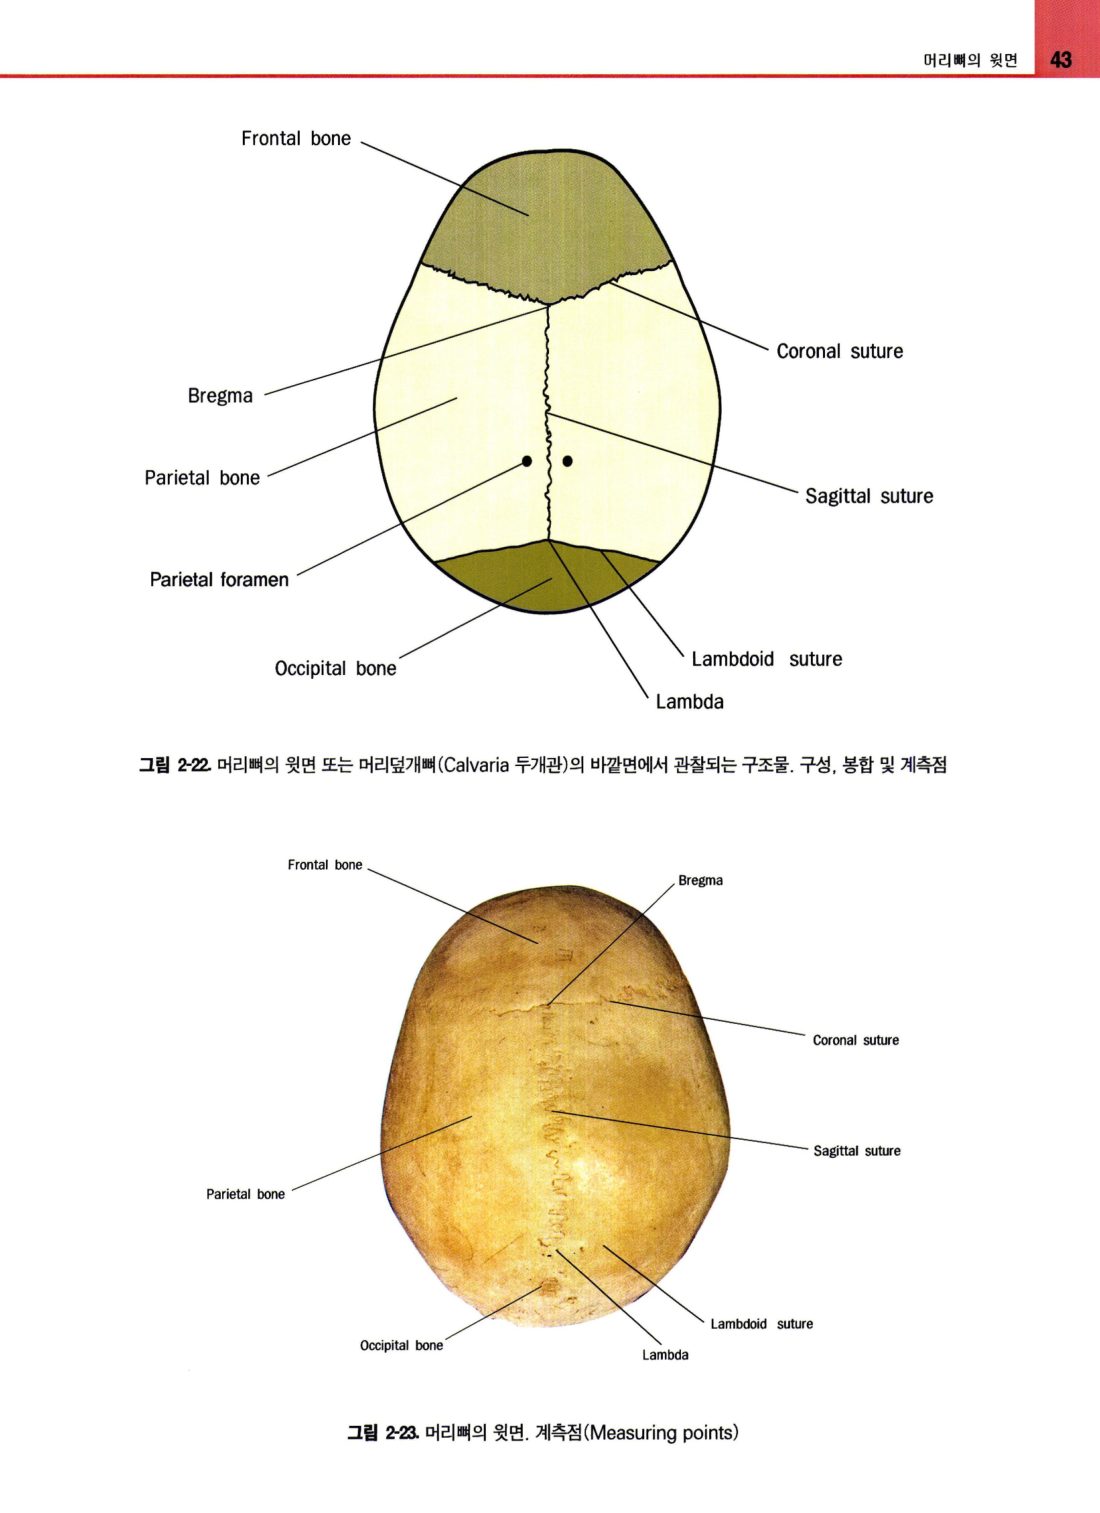 머리뼈의 윗면 43
Frontal bone
Coronal suture
Bregma
Parietal bone
Sagittal suture
Parietal foramen
Lambdoid suture
Occipital bone
Lambda
그림 2-22. 머리뼈의 윗면 또는 머리덮개뼈(Calvaria 두개관)의 바깥면에서 관찰되는 구조물. 구성, 봉합 및 계측점
Frontal bone
Bregma
Coronal suture
Sagittal suture
Parietal bone
Lambdoid suture
Occipital bone
Lambda
그림 2-23. 머리뼈의 윗면. 계측점(Measuring points)